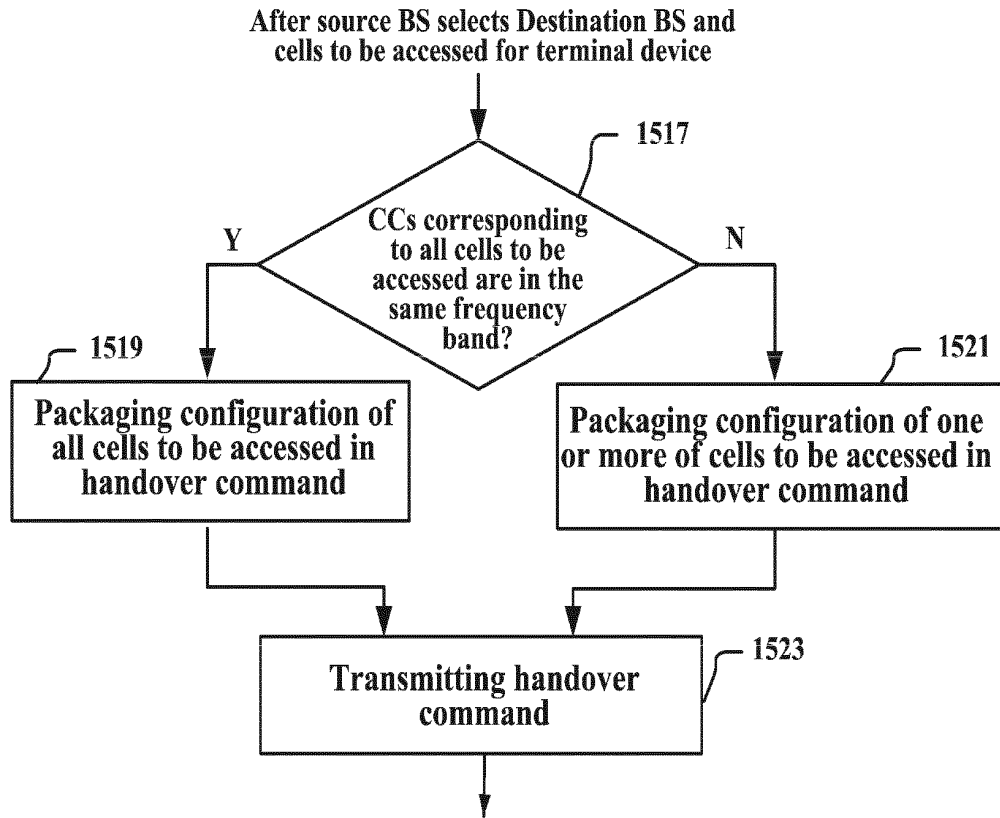 After source BS selects Destination BS and
cells to be accessed for terminal device
1517
CCs corresponding
to all cells to be
accessed are in the
same frequency
band?
Y
N
1519
Packaging configuration of
all cells to be accessed in
handover command
1521
Packaging configuration of one
or more of cells to be accessed in
handover command
Transmitting handover
command
1523